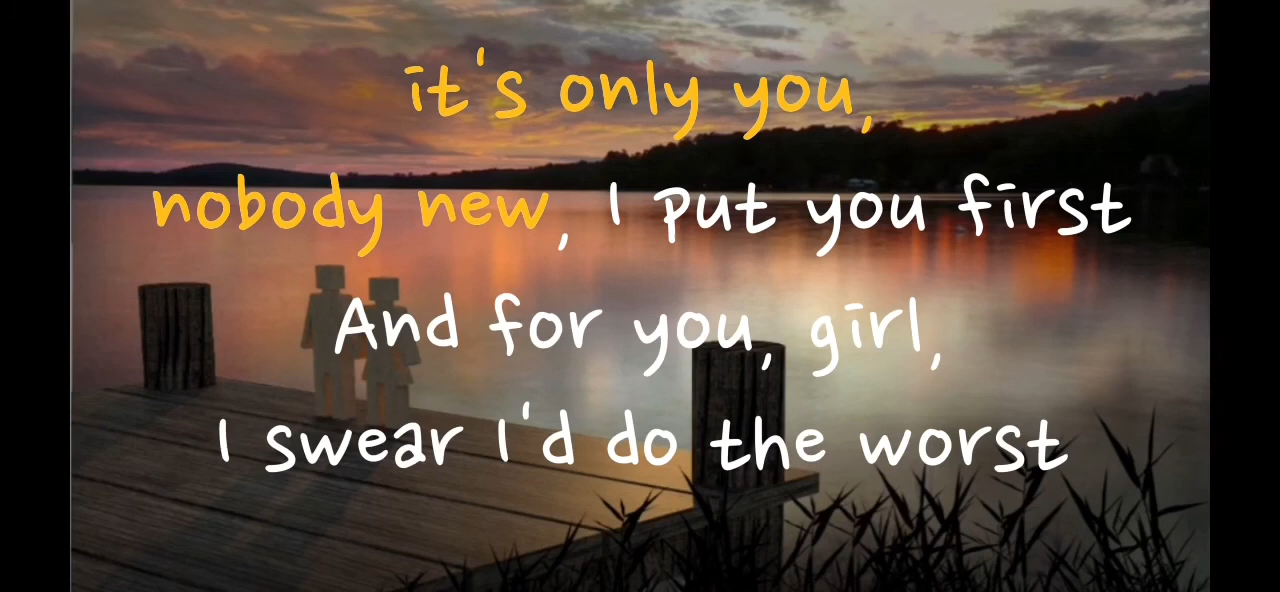 it's only you,
nobody new, I put you first
And for you, girl,
I swear I'd do the worst